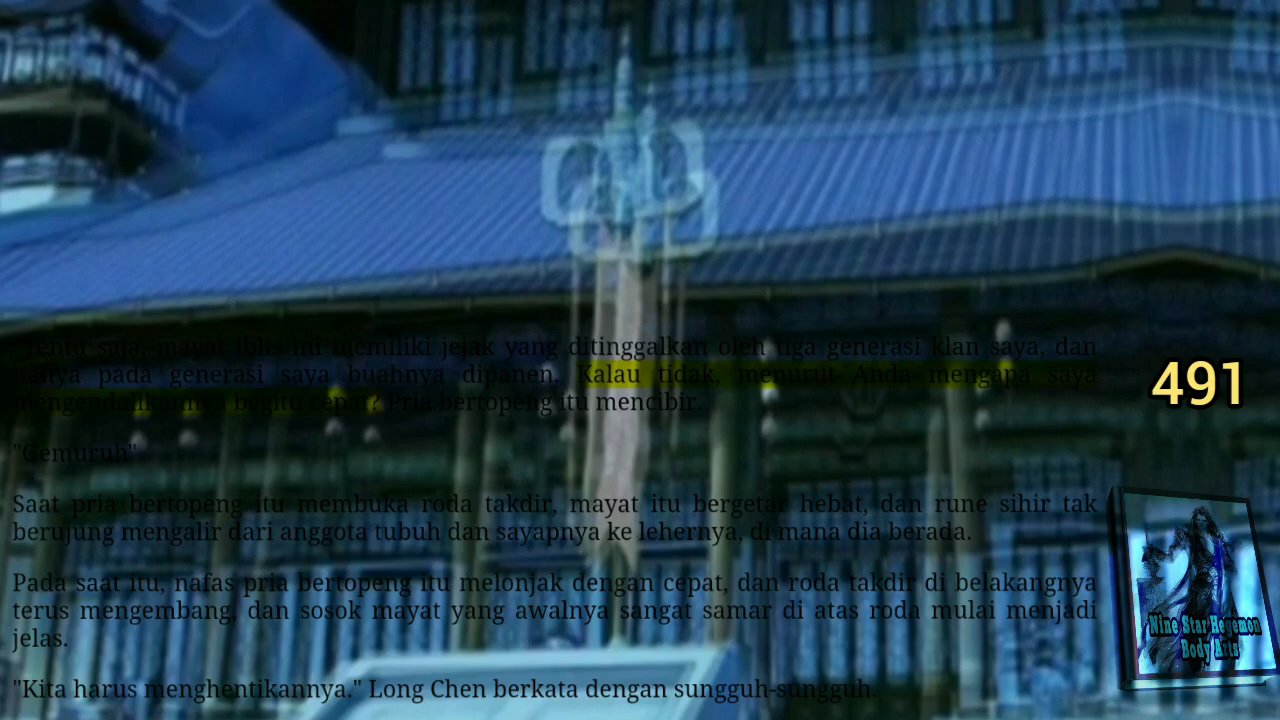 "Tentu saja, mayat iblis ini memiliki jejak yang ditinggalkan oleh tiga generasi klan saya, dan
hanya pada generasi saya buahnya dipanen. Kalau tidak, menurut Anda mengapa saya
mengendalikannya begitu cepat?" Pria bertopeng itu mencibir.
"Gemuruh"
Saat pria bertopeng itu membuka roda takdir, mayat itu bergetar hebat, dan rune sihir tak
berujung mengalir dari anggota tubuh dan sayapnya ke lehernya, di mana dia berada.
Pada saat itu, nafas pria bertopeng itu melonjak dengan cepat, dan roda takdir di belakangnya
terus mengembang, dan sosok mayat yang awalnya sangat samar di atas roda mulai menjadi
jelas.
"Kita harus menghentikannya." Long Chen berkata dengan sungguh-sungguh.
491
Nine Star Hegemon
Body Arts